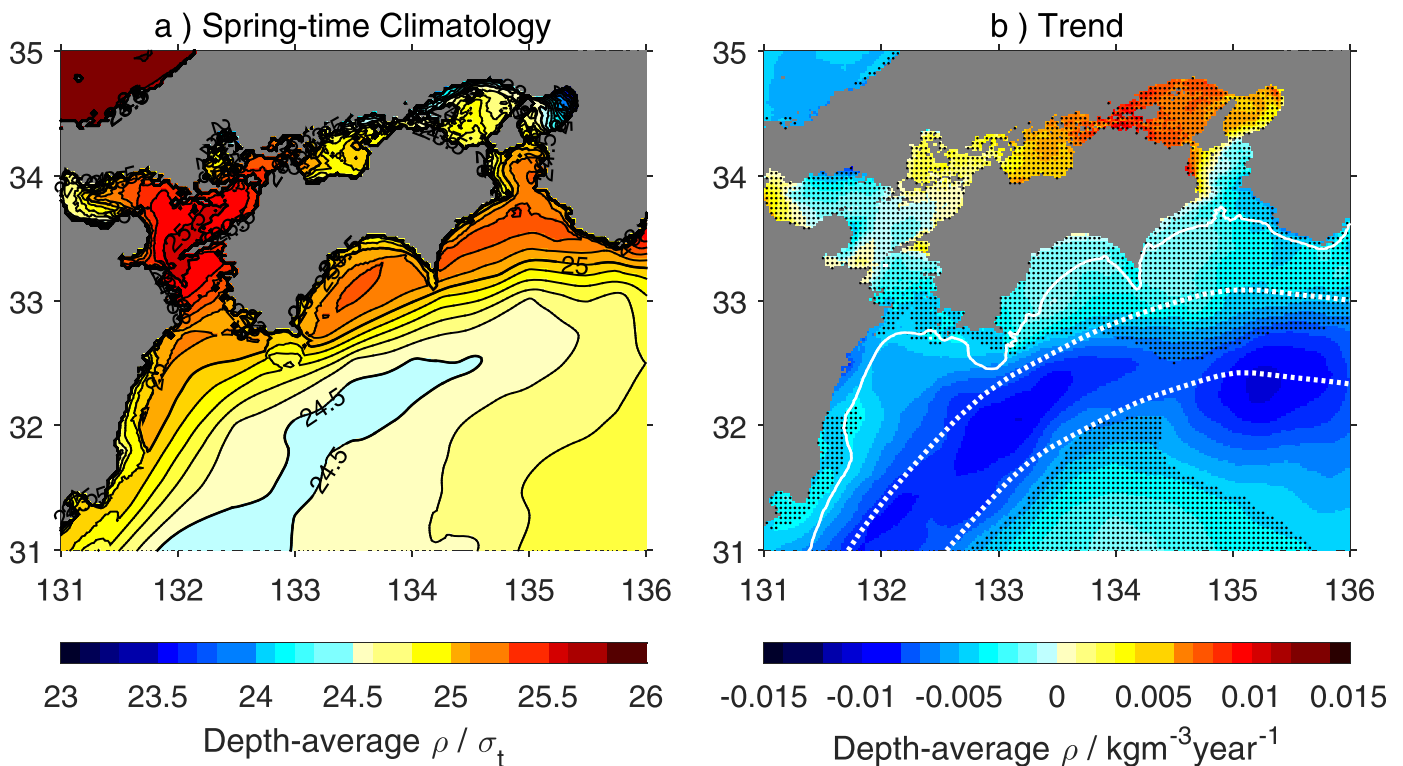 a ) Spring-time Climatology
b ) Trend
35
34
33
32
31
131 132 133 134 135 136
25
25
24.5
24.5
23 23.5 24 24.5 25 25.5 26
Depth-average ρ / σt
35
34
33
32
31
131 132 133 134 135 136
-0.015 -0.01 -0.005 0 0.005 0.01 0.015
Depth-average ρ / kgm-3year-1